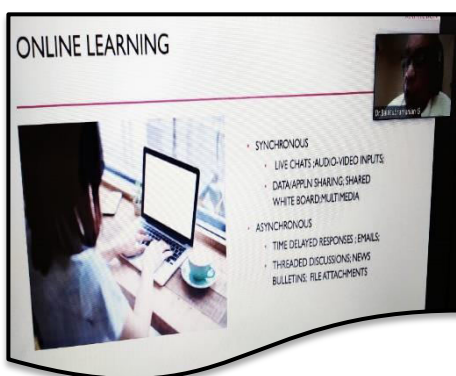 ONLINE LEARNING
• SYNCHRONOUS
• LIVE CHATS ;AUDIO-VIDEO INPUTS;
• DATA/APPLN SHARING; SHARED
WHITE BOARD;MULTIMEDIA
• ASYNCHRONOUS
• TIME DELAYED RESPONSES ; EMAILS;
• THREADED DISCUSSIONS; NEWS
BULLETINS; FILE ATTACHMENTS